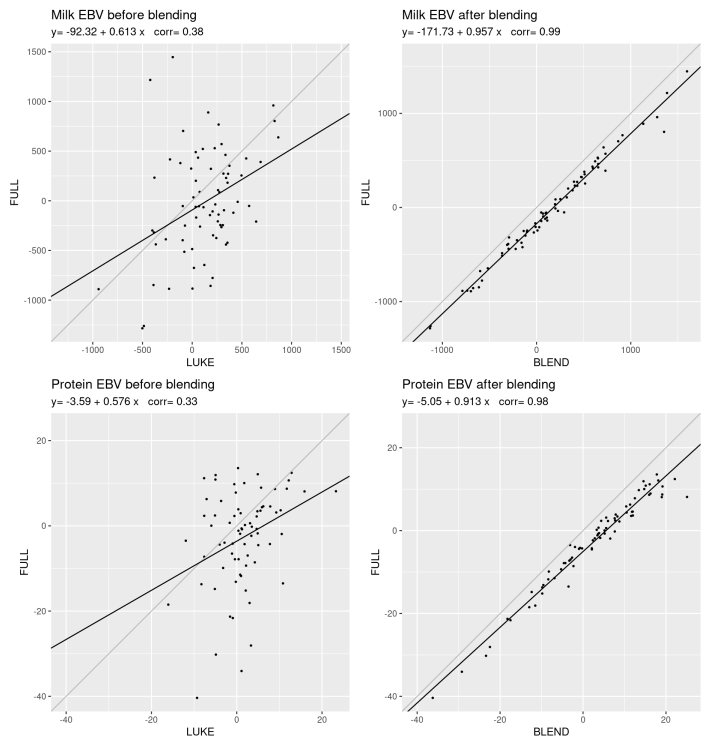 Milk EBV before blending
y= -92.32 + 0.613 x   corr= 0.38
1500
1000
500
0
-500
-1000
FULL
-1000 -500 0 500 1000 1500
LUKE
Milk EBV after blending
y= -171.73 + 0.957 x   corr= 0.99
1000
0
-1000
FULL
-1000 0 1000
BLEND
Protein EBV before blending
y= -3.59 + 0.576 x   corr= 0.33
20
0
-20
-40
FULL
-40 -20 0 20
LUKE
Protein EBV after blending
y= -5.05 + 0.913 x   corr= 0.98
20
0
-20
-40
FULL
-40 -20 0 20
BLEND